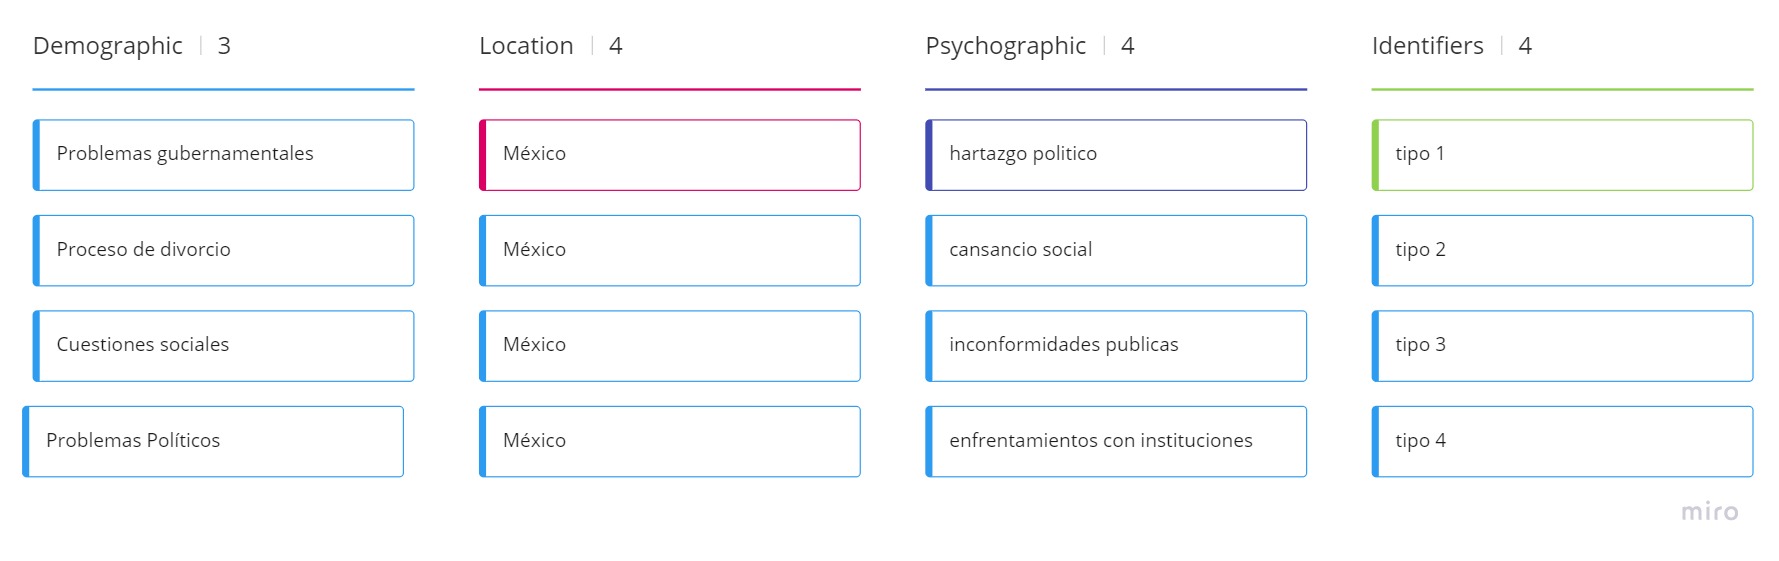 Demographic | 3
Location | 4
Psychographic | 4
Identifiers | 4
Problemas gubernamentales
México
hartazgo politico
tipo 1
Proceso de divorcio
México
cansancio social
tipo 2
Cuestiones sociales
México
inconformidades publicas
tipo 3
Problemas Políticos
México
enfrentamientos con instituciones
tipo 4
miro